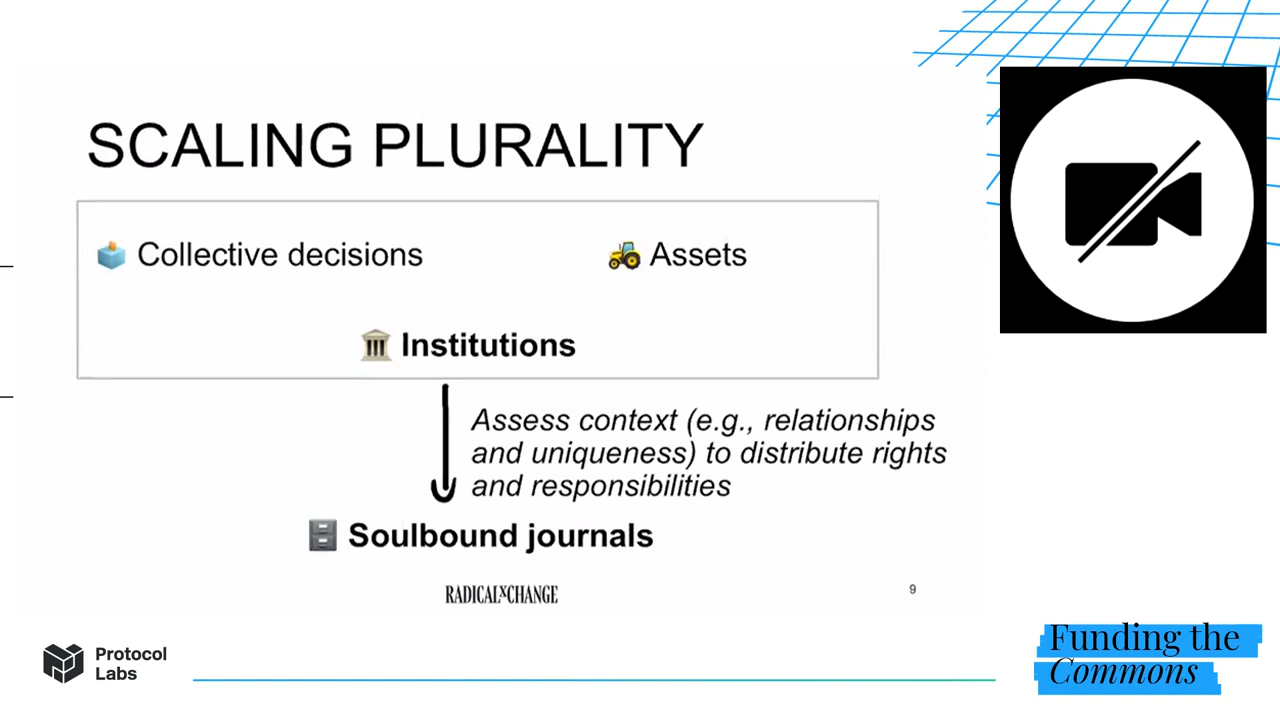 SCALING PLURALITY
Collective decisions
Assets
Institutions
Assess context (e.g., relationships
and uniqueness) to distribute rights
and responsibilities
Soulbound journals
RADICALXCHANGE
9
Protocol
Labs
Funding the
Commons